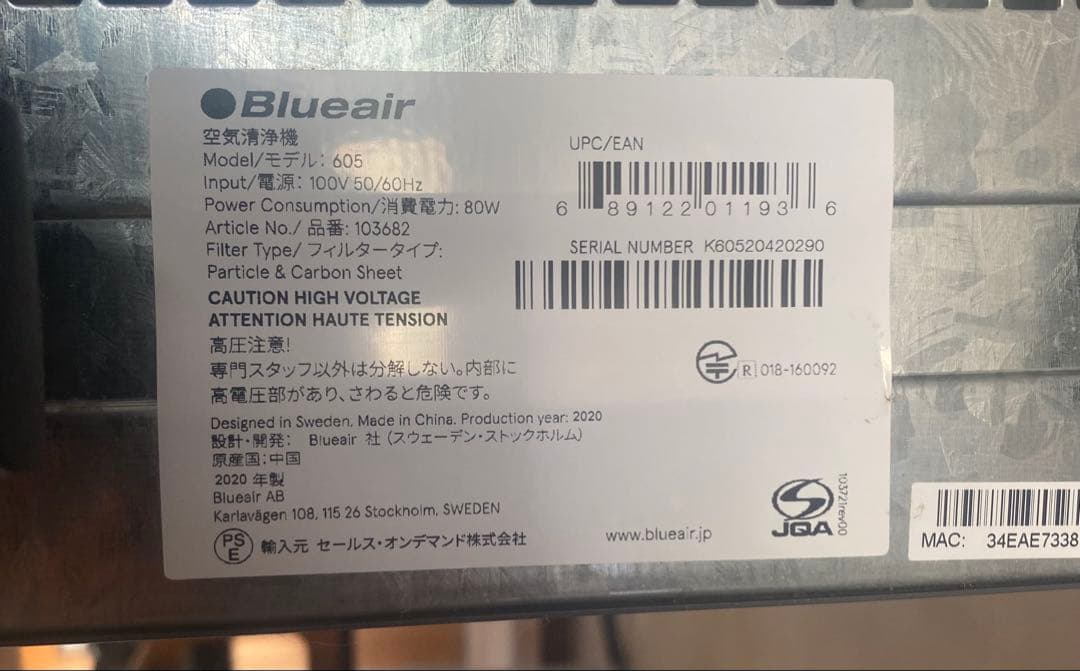 Blueair
空気清浄機
Model/モデル: 605
Input/電源: 100V 50/60Hz
Power Consumption/消費電力: 80W
Article No./ 品番: 103682
Filter Type/ フィルタータイプ:
Particle & Carbon Sheet
CAUTION HIGH VOLTAGE
ATTENTION HAUTE TENSION
高圧注意!
専門スタッフ以外は分解しない。内部に
高電圧部があり、さわると危険です。
Designed in Sweden, Made in China. Production year: 2020
設計・開発: Blueair 社 (スウェーデン・ストックホルム)
原産国:中国
2020 年製
Blueair AB
Karlavägen 108, 115 26 Stockholm, SWEDEN
PS
E
輸入元 セールス・オンデマンド株式会社
UPC/EAN
6 89122 01193 6
SERIAL NUMBER K60520420290
R 018-160092
www.blueair.jp
JQA
103721rev00
MAC: 34EAE7338